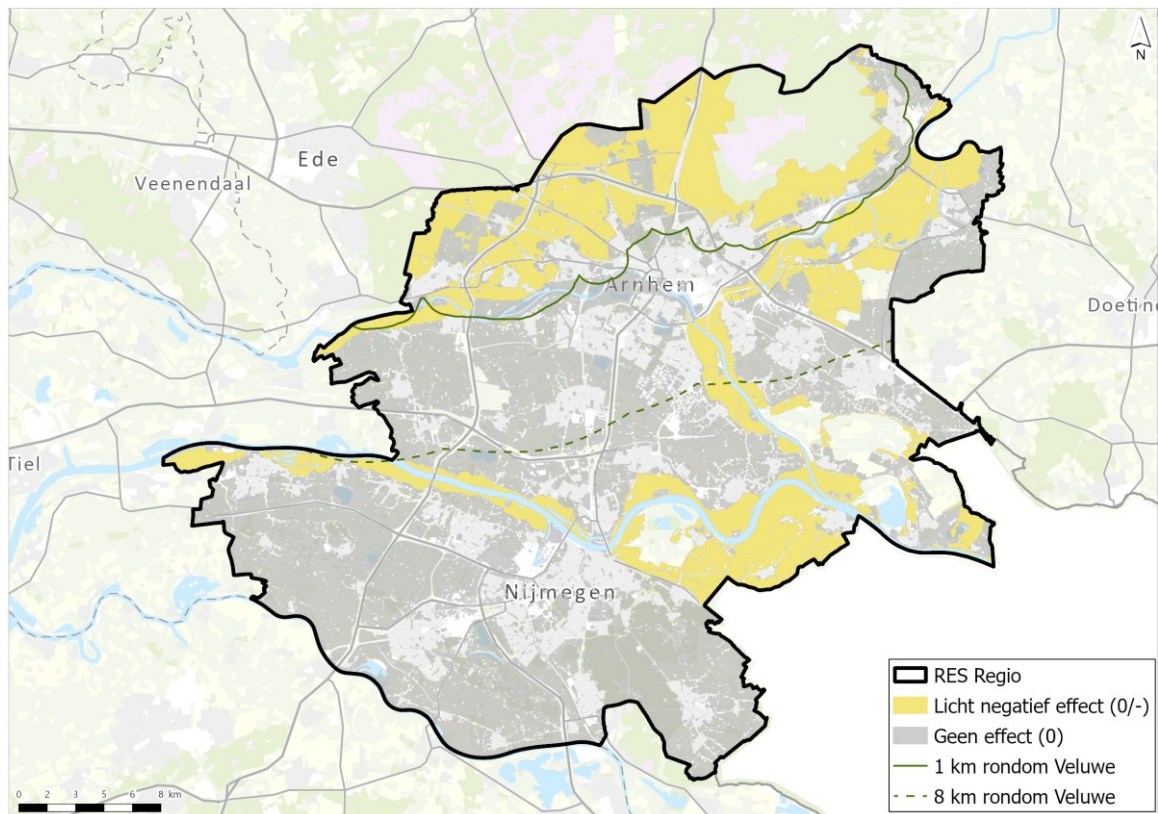 N
Ede
Veenendaal
Arnhem
Doetinc
Tiel
Nijmegen
RES Regio
Licht negatief effect (0/-)
Geen effect (0)
1 km rondom Veluwe
8 km rondom Veluwe
0 2 3 5 6 8 km